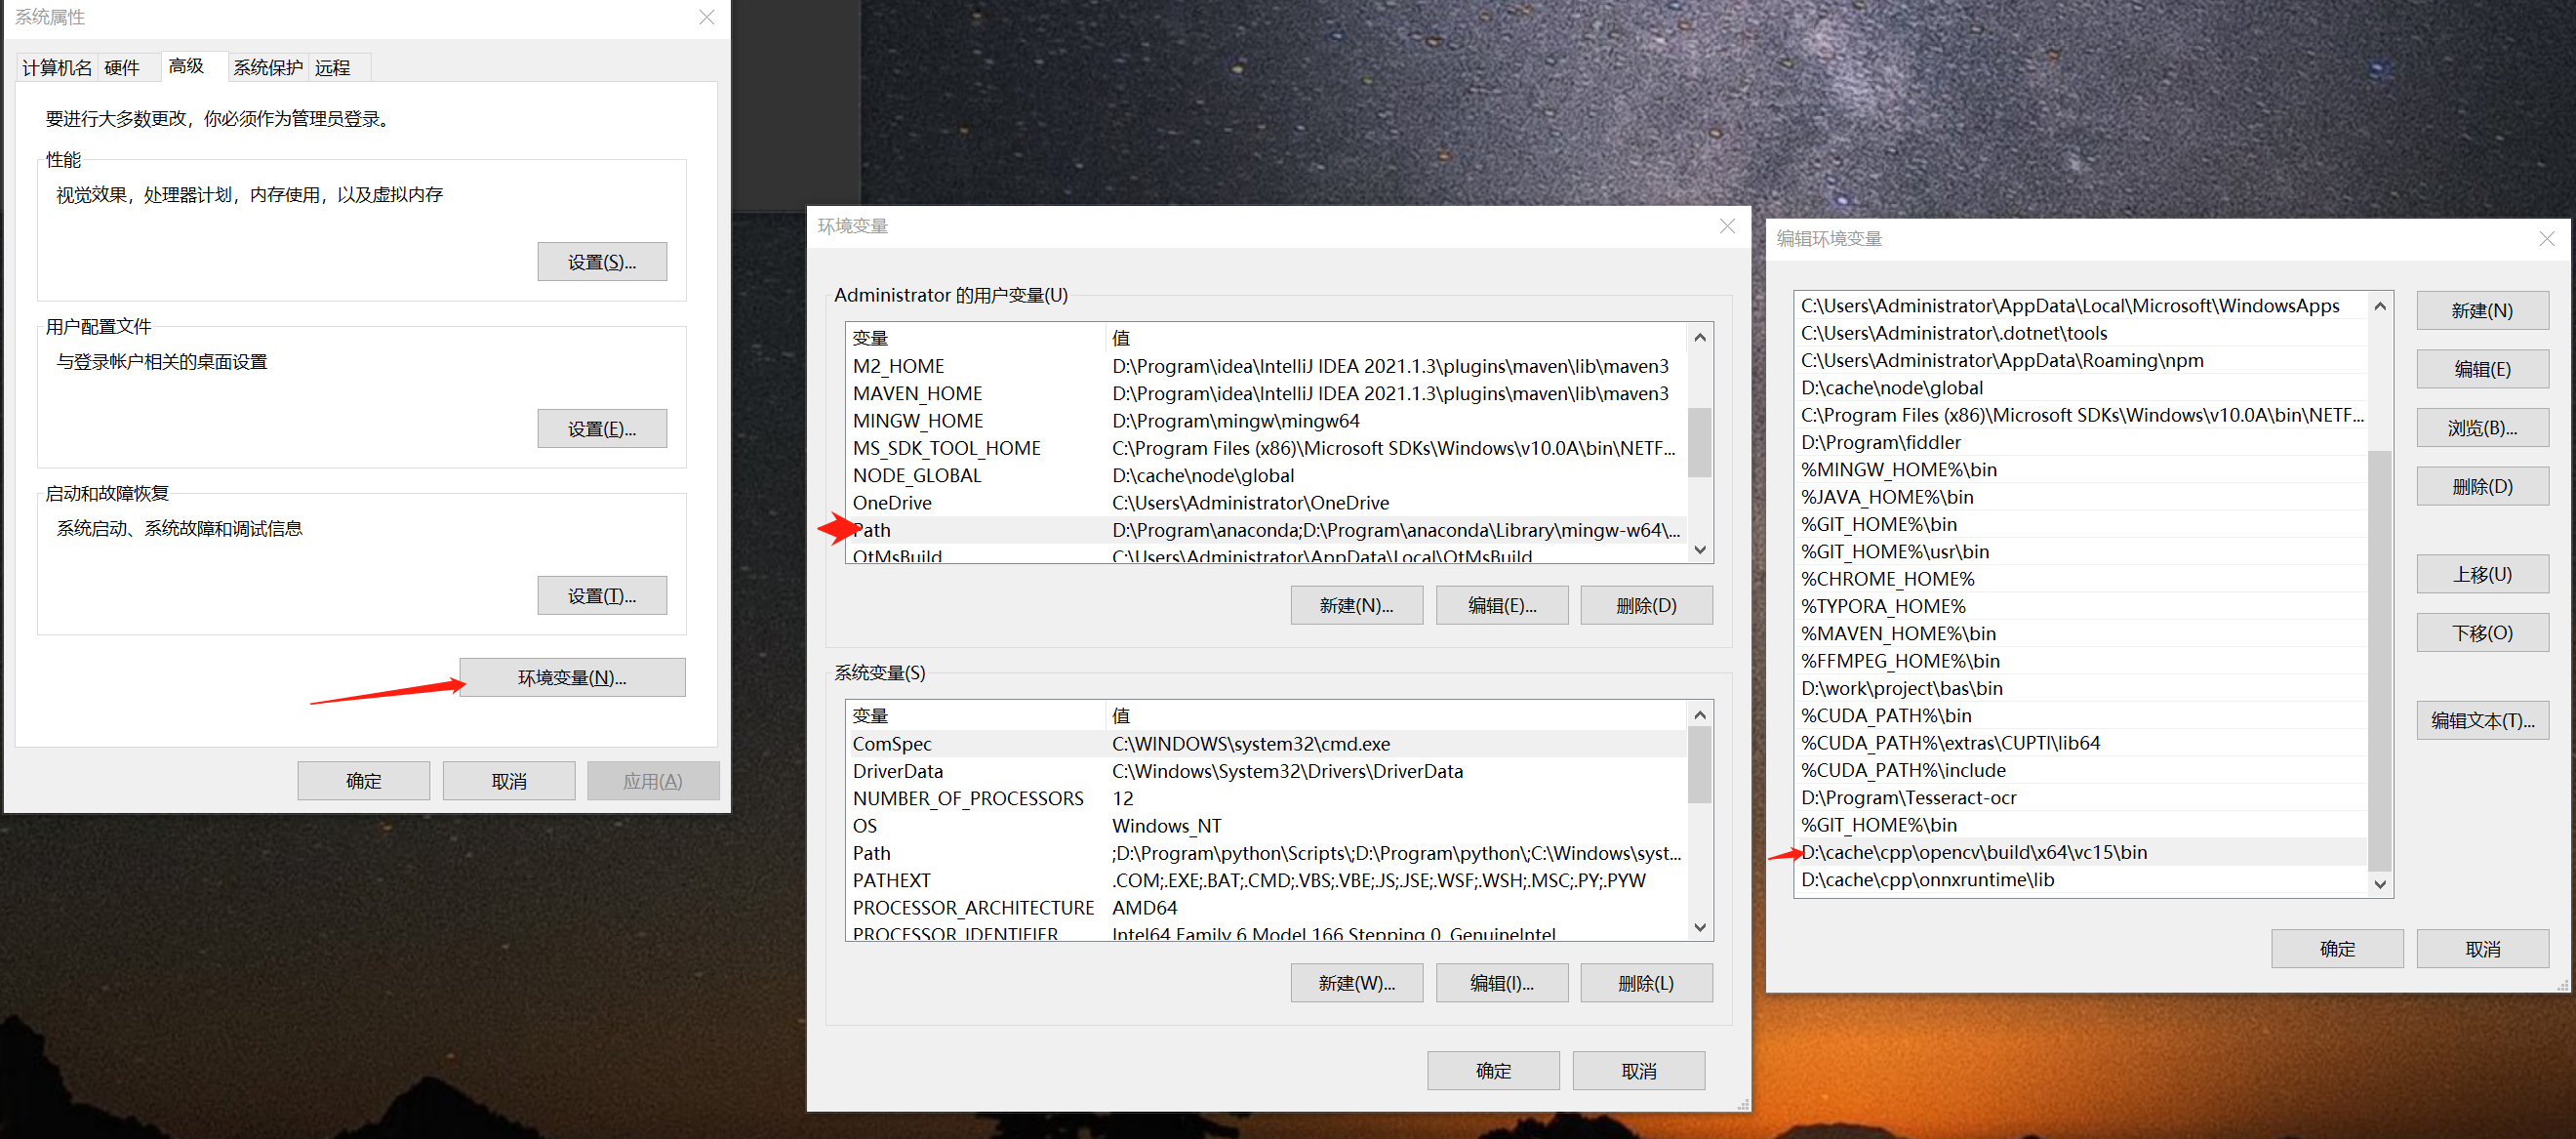 系统属性
计算机名 硬件 高级 系统保护 远程
要进行大多数更改，你必须作为管理员登录。
性能
视觉效果，处理器计划，内存使用，以及虚拟内存
设置(S)...
用户配置文件
与登录帐户相关的桌面设置
设置(E)...
启动和故障恢复
系统启动、系统故障和调试信息
设置(T)...
环境变量(N)...
确定 取消 应用(A)
环境变量
Administrator 的用户变量(U)
变量 值
M2_HOME D:\Program\idea\IntelliJ IDEA 2021.1.3\plugins\maven\lib\maven3
MAVEN_HOME D:\Program\idea\IntelliJ IDEA 2021.1.3\plugins\maven\lib\maven3
MINGW_HOME D:\Program\mingw\mingw64
MS_SDK_TOOL_HOME C:\Program Files (x86)\Microsoft SDKs\Windows\v10.0A\bin\NETF...
NODE_GLOBAL D:\cache\node\global
OneDrive C:\Users\Administrator\OneDrive
Path D:\Program\anaconda;D:\Program\anaconda\Library\mingw-w64\...
QtMsBuild C:\Users\Administrator\AppData\Local\QtMsBuild
新建(N)... 编辑(E)... 删除(D)
系统变量(S)
变量 值
ComSpec C:\WINDOWS\system32\cmd.exe
DriverData C:\Windows\System32\Drivers\DriverData
NUMBER_OF_PROCESSORS 12
OS Windows_NT
Path ;D:\Program\python\Scripts\;D:\Program\python\;C:\Windows\syst...
PATHEXT .COM;.EXE;.BAT;.CMD;.VBS;.VBE;.JS;.JSE;.WSF;.WSH;.MSC;.PY;.PYW
PROCESSOR_ARCHITECTURE AMD64
PROCESSOR_IDENTIFIER Intel64 Family 6 Model 166 Stepping 0, GenuineIntel
新建(W)... 编辑(I)... 删除(L)
确定 取消
编辑环境变量
C:\Users\Administrator\AppData\Local\Microsoft\WindowsApps
C:\Users\Administrator\.dotnet\tools
C:\Users\Administrator\AppData\Roaming\npm
D:\cache\node\global
C:\Program Files (x86)\Microsoft SDKs\Windows\v10.0A\bin\NETF...
D:\Program\fiddler
%MINGW_HOME%\bin
%JAVA_HOME%\bin
%GIT_HOME%\bin
%GIT_HOME%\usr\bin
%CHROME_HOME%
%TYPORA_HOME%
%MAVEN_HOME%\bin
%FFMPEG_HOME%\bin
D:\work\project\bas\bin
%CUDA_PATH%\bin
%CUDA_PATH%\extras\CUPTI\lib64
%CUDA_PATH%\include
D:\Program\Tesseract-ocr
%GIT_HOME%\bin
D:\cache\cpp\opencv\build\x64\vc15\bin
D:\cache\cpp\onnxruntime\lib
新建(N)
编辑(E)
浏览(B)...
删除(D)
上移(U)
下移(O)
编辑文本(T)...
确定 取消